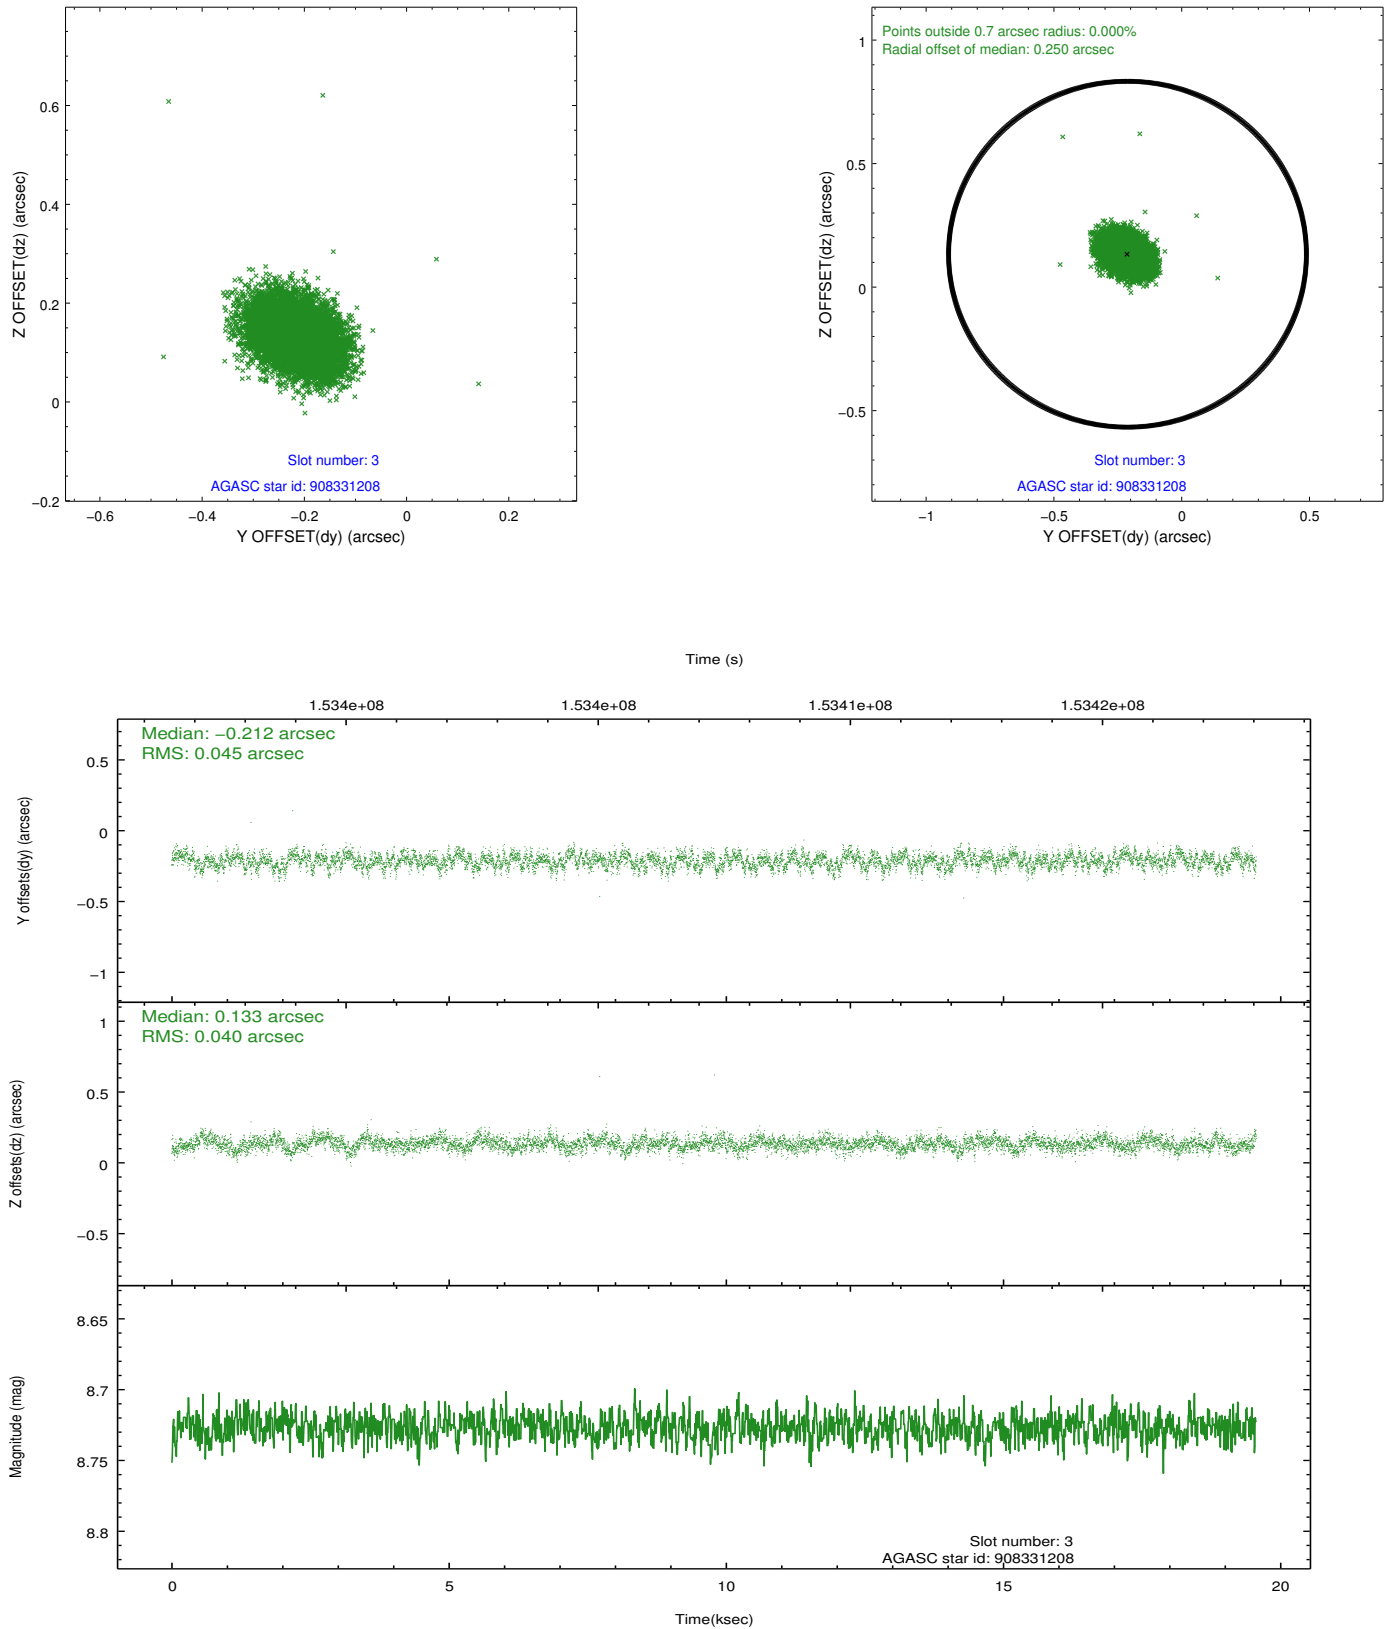 0.6
0.4
0.2
0
−0.2
Z OFFSET(dz) (arcsec)
Slot number: 3
AGASC star id: 908331208
−0.6 −0.4 −0.2 0 0.2
Y OFFSET(dy) (arcsec)
Points outside 0.7 arcsec radius: 0.000%
Radial offset of median: 0.250 arcsec
1
0.5
0
−0.5
Z OFFSET(dz) (arcsec)
Slot number: 3
AGASC star id: 908331208
−1 −0.5 0 0.5
Y OFFSET(dy) (arcsec)
Time (s)
1.534e+08 1.534e+08 1.5341e+08 1.5342e+08
Median: −0.212 arcsec
RMS: 0.045 arcsec
0.5
0
−0.5
−1
Y offsets(dy) (arcsec)
Median: 0.133 arcsec
RMS: 0.040 arcsec
1
0.5
0
−0.5
Z offsets(dz) (arcsec)
8.65
8.7
8.75
8.8
Magnitude (mag)
Slot number: 3
AGASC star id: 908331208
0 5 10 15 20
Time(ksec)